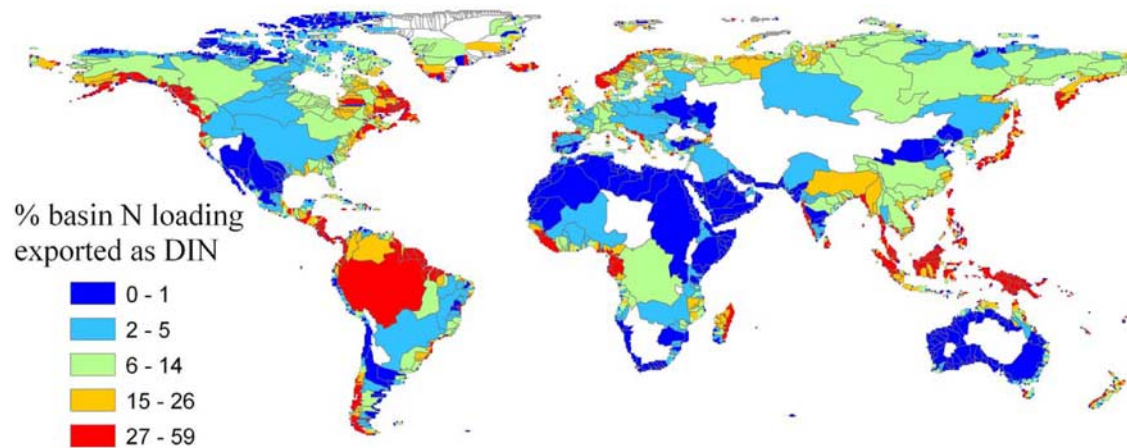 % basin N loading
exported as DIN
0 - 1
2 - 5
6 - 14
15 - 26
27 - 59